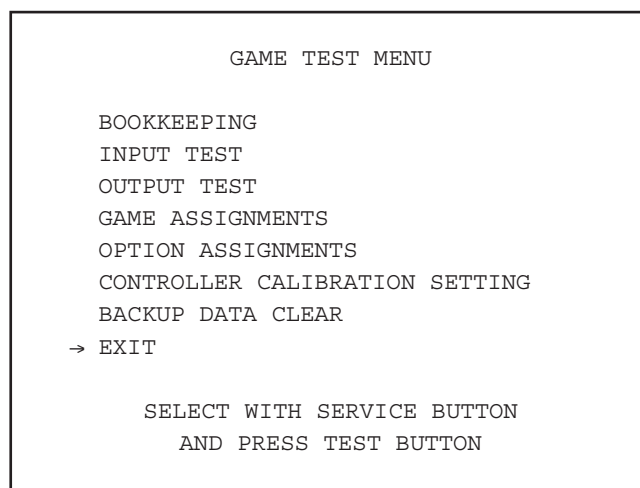 GAME TEST MENU
BOOKKEEPING
INPUT TEST
OUTPUT TEST
GAME ASSIGNMENTS
OPTION ASSIGNMENTS
CONTROLLER CALIBRATION SETTING
BACKUP DATA CLEAR
→ EXIT
SELECT WITH SERVICE BUTTON
AND PRESS TEST BUTTON